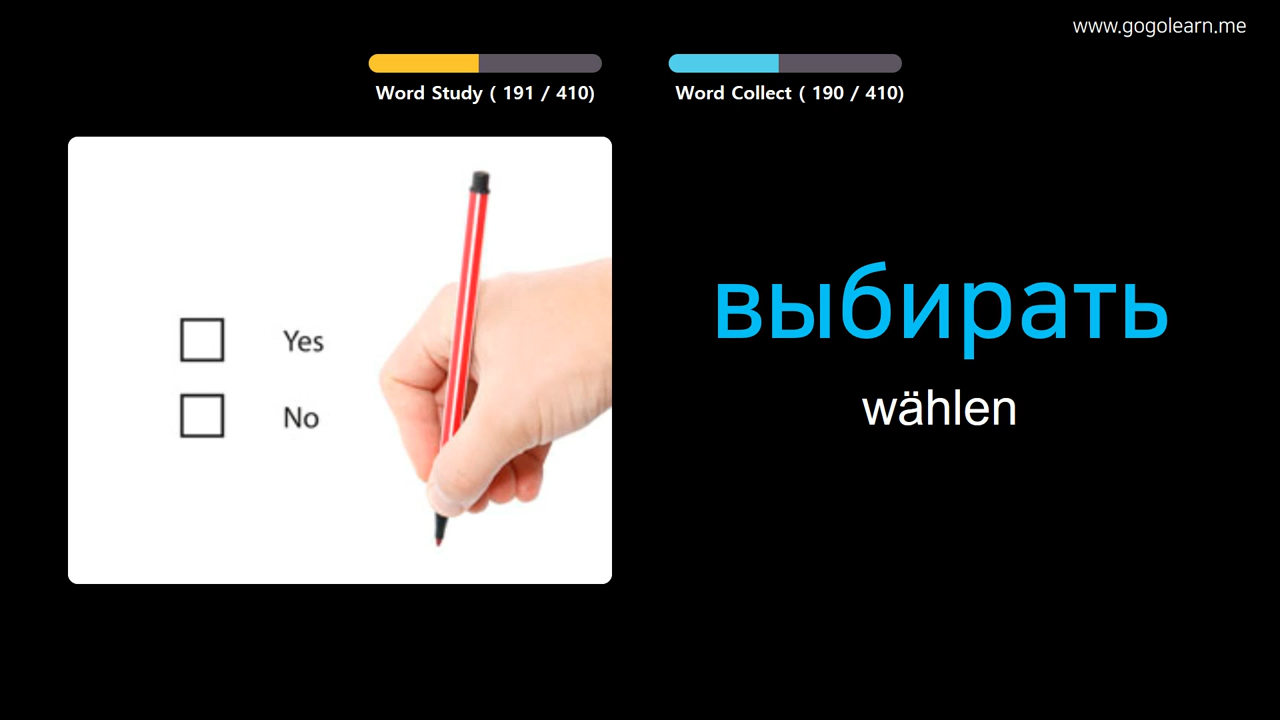 www.gogolearn.me
Word Study ( 191 / 410)
Word Collect ( 190 / 410)
Yes
No
выбирать
wählen